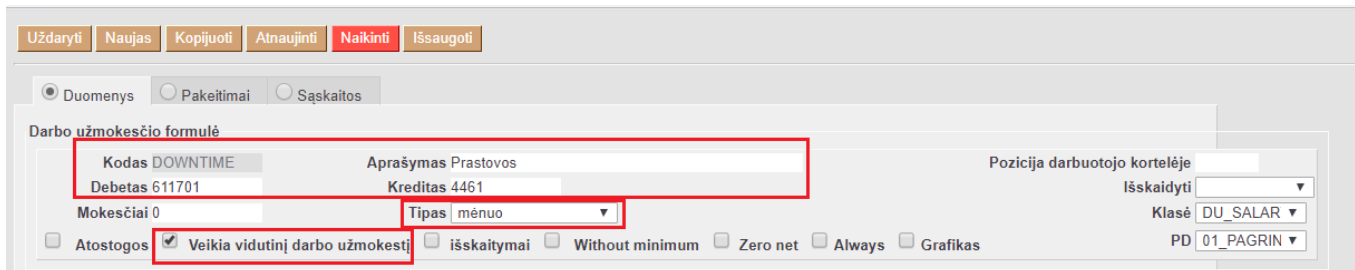 Uždaryti Naujas Kopijuoti Atnaujinti Naikinti Išsaugoti
Duomenys Pakeitimai Sąskaitos
Darbo užmokesčio formulė
Kodas DOWNTIME Aprašymas Prastovos Pozicija darbuotojo kortelėje
Debetas 611701 Kreditas 4461 Išskaidyti
Mokesčiai 0 Tipas mėnuo Klasė DU_SALAR
Atostogos Veikia vidutinį darbo užmokestį išskaitymai Without minimum Zero net Always Grafikas PD 01_PAGRIN